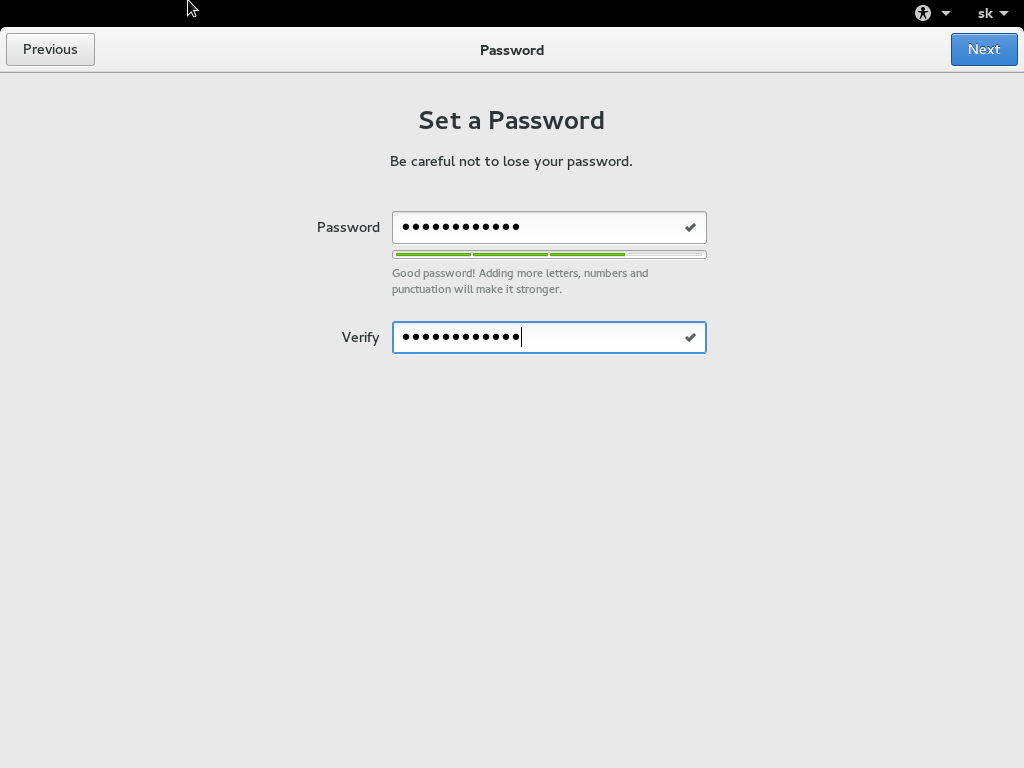 sk
Previous
Password
Next
Set a Password
Be careful not to lose your password.
Password
●●●●●●●●●●●●
Good password! Adding more letters, numbers and
punctuation will make it stronger.
Verify
●●●●●●●●●●●●